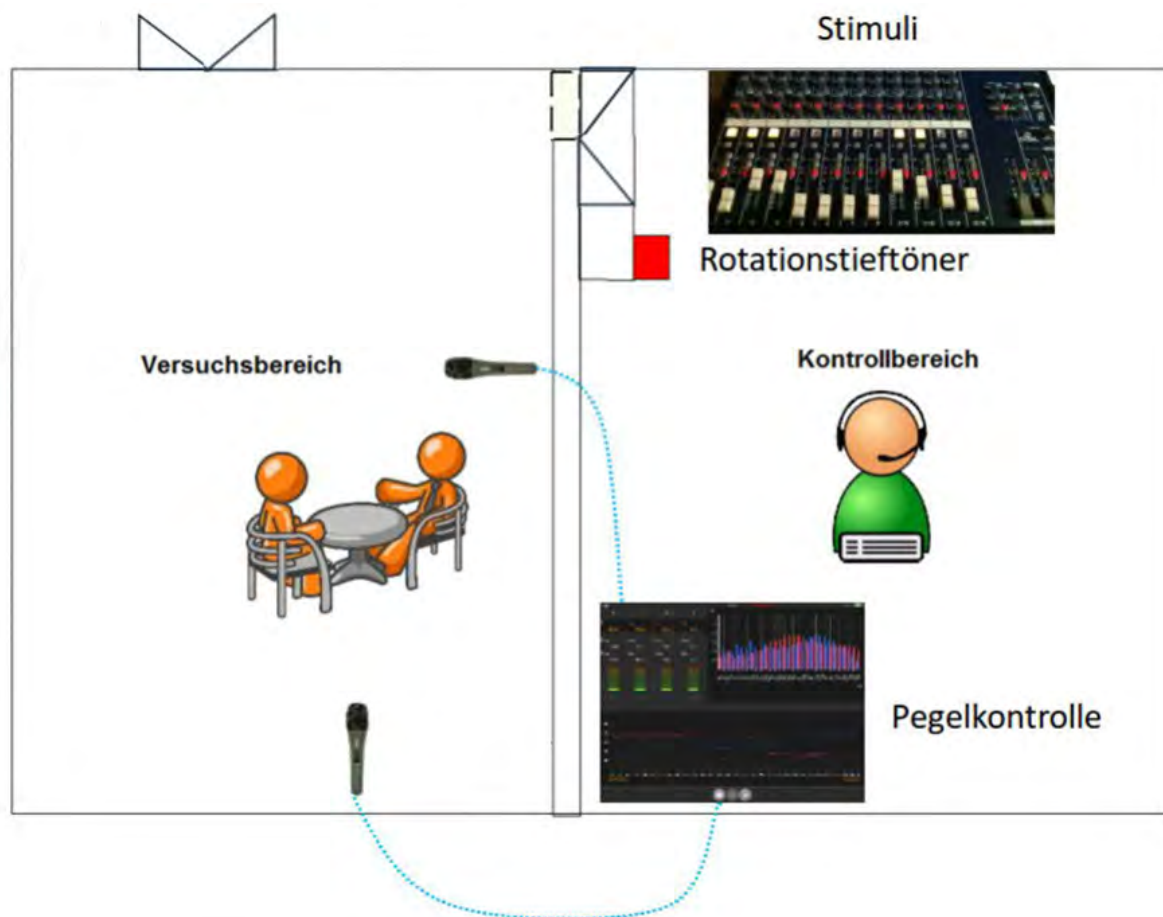 Stimuli
Rotationstieftöner
Versuchsbereich
Kontrollbereich
Pegelkontrolle